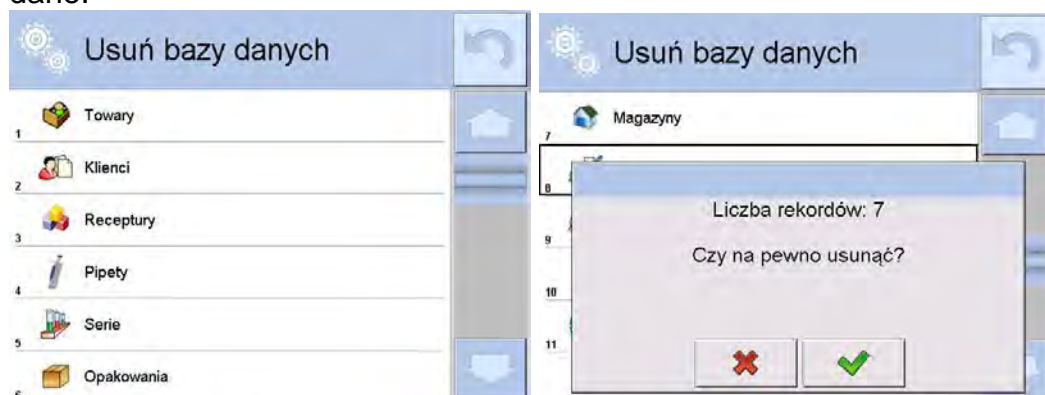 dane.
Usuń bazy danych
1 Towary
2 Klienci
3 Receptury
4 Pipety
5 Serie
Opakowania
Usuń bazy danych
7 Magazyny
8
Liczba rekordów: 7
9
Czy na pewno usunąć?
10
11